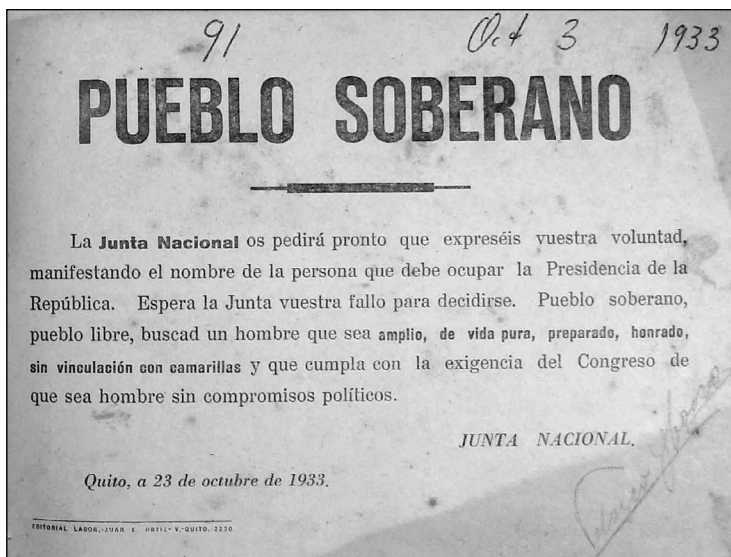 91 Oct 3 1933
PUEBLO SOBERANO
La Junta Nacional os pedirá pronto que expreséis vuestra voluntad,
manifestando el nombre de la persona que debe ocupar la Presidencia de la
República. Espera la Junta vuestra fallo para decidirse. Pueblo soberano,
pueblo libre, buscad un hombre que sea amplio, de vida pura, preparado, honrado,
sin vinculación con camarillas y que cumpla con la exigencia del Congreso de
que sea hombre sin compromisos políticos.
JUNTA NACIONAL.
Quito, a 23 de octubre de 1933.
EDITORIAL LABOR.-JUAN E. ORTIZ-V.-QUITO.